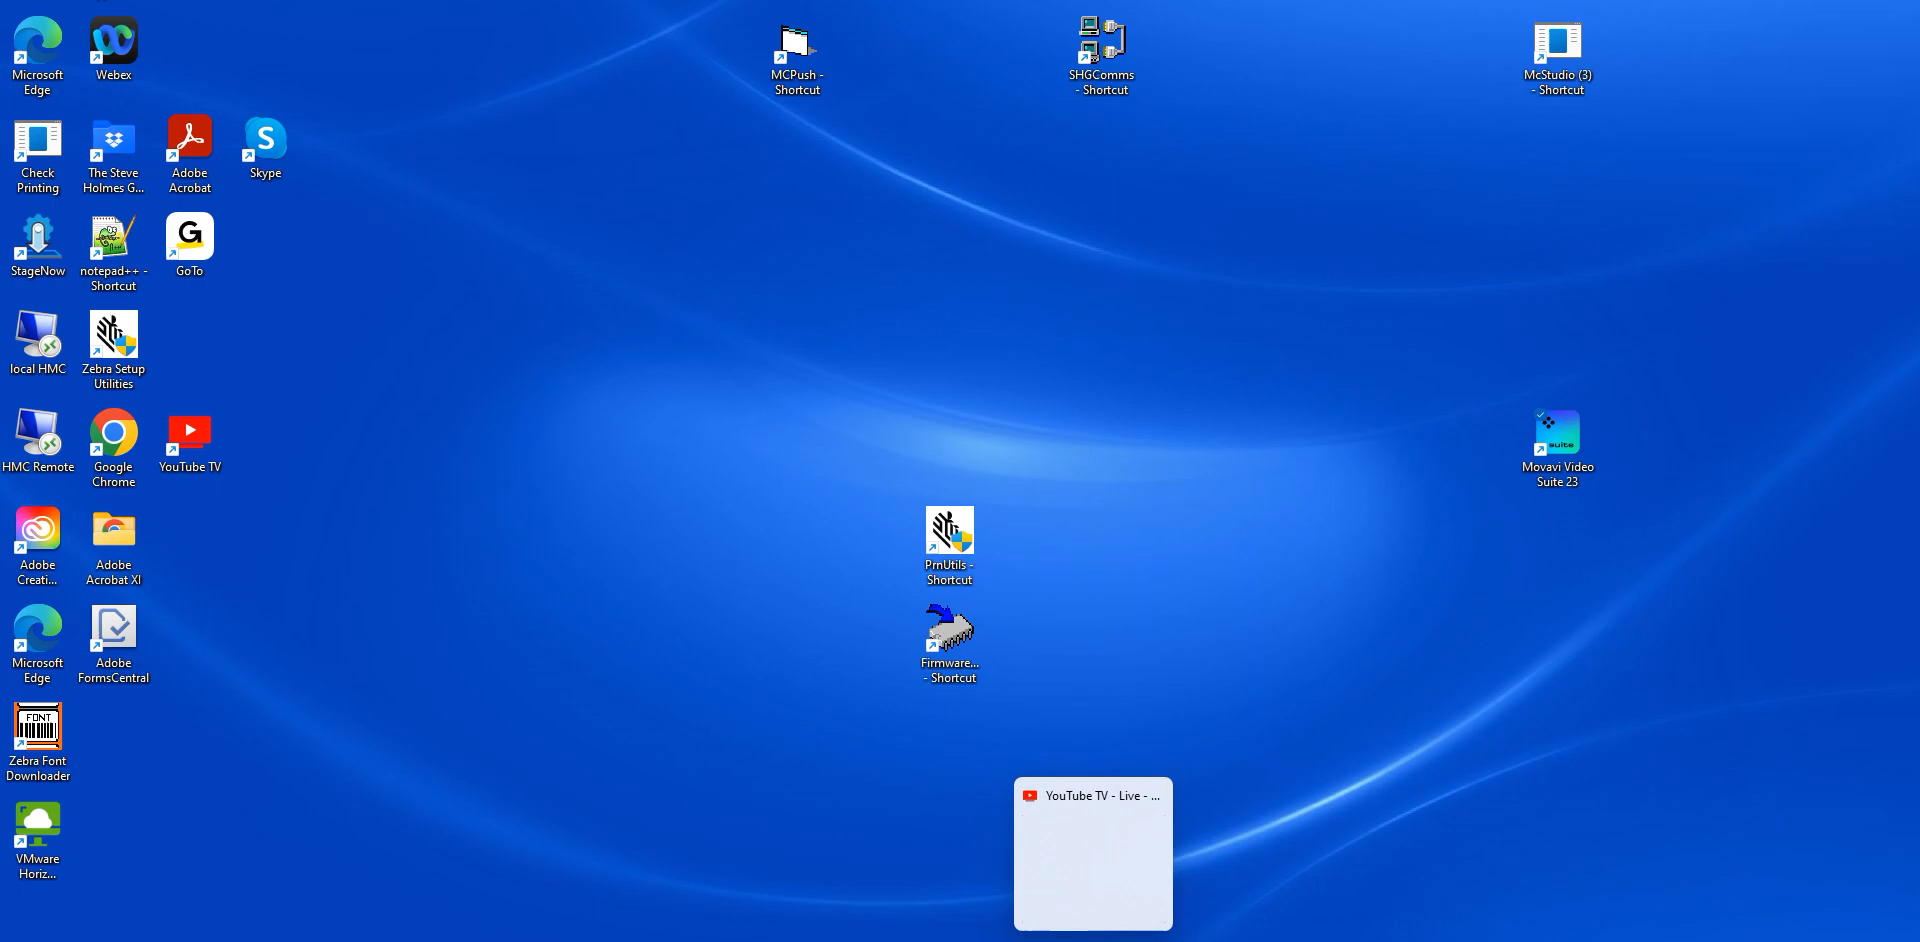 Microsoft
Edge
Webex
MCPush -
Shortcut
SHGComms
- Shortcut
McStudio (3)
- Shortcut
Check
Printing
The Steve
Holmes G...
Adobe
Acrobat
S
Skype
StageNow
notepad++ -
Shortcut
G
GoTo
local HMC
Zebra Setup
Utilities
HMC Remote
Google
Chrome
YouTube TV
suite
Movavi Video
Suite 23
Adobe
Creati...
Adobe
Acrobat XI
PrnUtils -
Shortcut
Microsoft
Edge
Adobe
FormsCentral
Firmware...
- Shortcut
FONT
Zebra Font
Downloader
YouTube TV - Live - ...
VMware
Horiz...